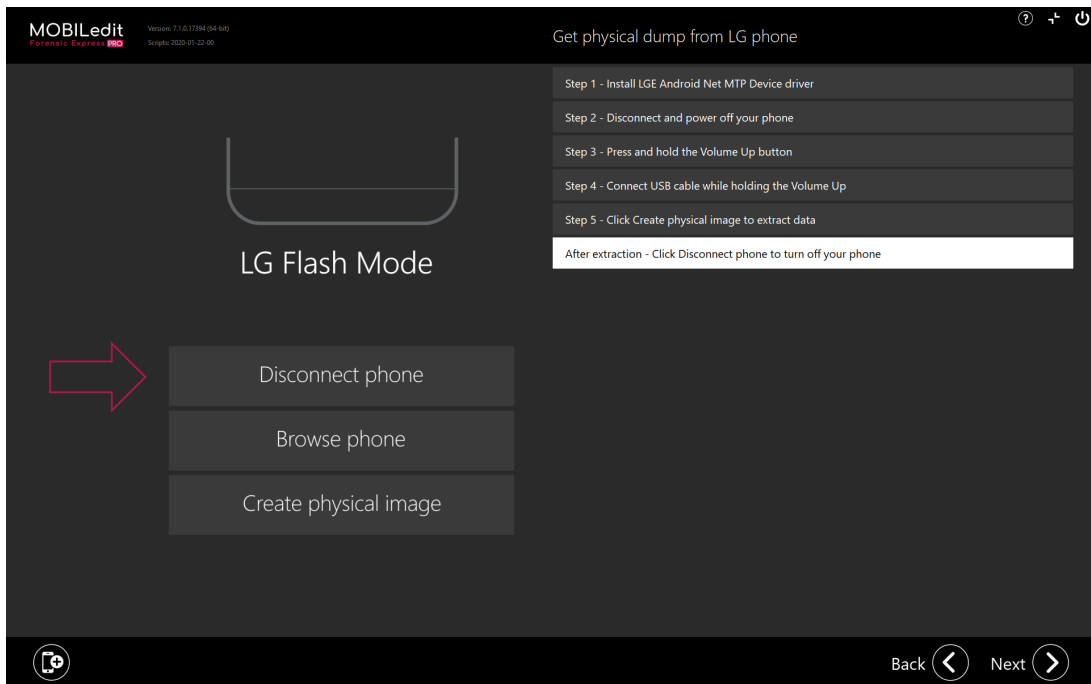 MOBILedit
Forensic Express PRO
Version: 7.1.0.17394 (64-bit)
Scripts: 2020-01-22-00
Get physical dump from LG phone
?
Step 1 - Install LGE Android Net MTP Device driver
Step 2 - Disconnect and power off your phone
Step 3 - Press and hold the Volume Up button
Step 4 - Connect USB cable while holding the Volume Up
Step 5 - Click Create physical image to extract data
After extraction - Click Disconnect phone to turn off your phone
LG Flash Mode
Disconnect phone
Browse phone
Create physical image
Back
Next